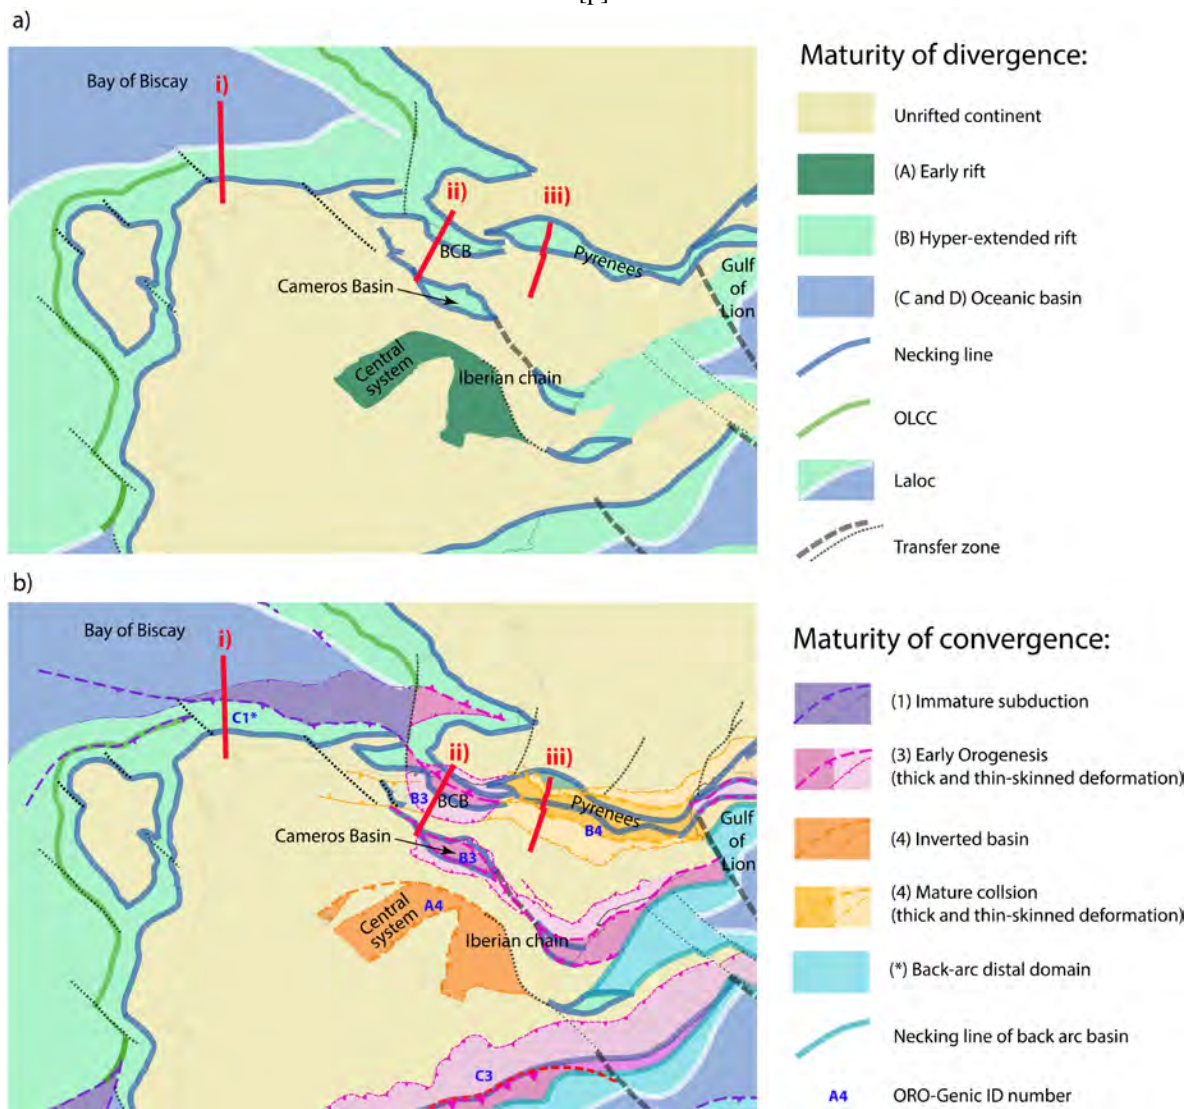 [p]
a)
Bay of Biscay
i)
ii)
iii)
BCB
Pyrenees
Cameros Basin
Gulf
of
Lion
Central
system
Iberian chain
Maturity of divergence:
Unrifted continent
(A) Early rift
(B) Hyper-extended rift
(C and D) Oceanic basin
Necking line
OLCC
Laloc
Transfer zone
b)
Bay of Biscay
i)
C1*
ii)
iii)
B3
BCB
Pyrenees
B4
Cameros Basin
B3
Gulf
of
Lion
A4
Central
system
Iberian chain
C3
Maturity of convergence:
(1) Immature subduction
(3) Early Orogenesis
(thick and thin-skinned deformation)
(4) Inverted basin
(4) Mature collsion
(thick and thin-skinned deformation)
(*) Back-arc distal domain
Necking line of back arc basin
A4
ORO-Genic ID number